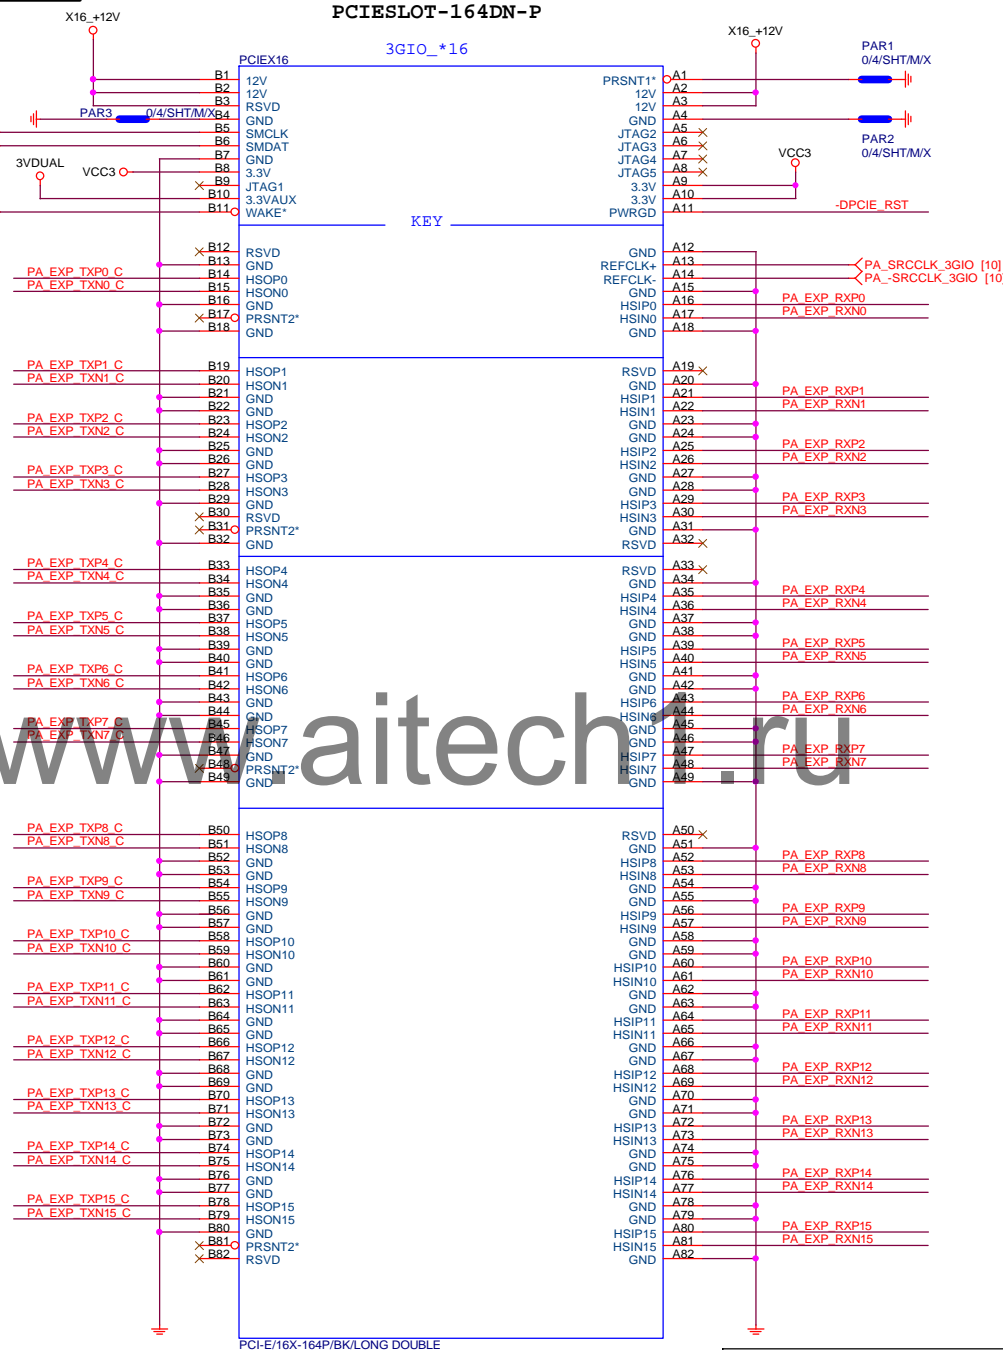 PCIESLOT-164DN-P
X16_+12V
X16_+12V
3GIO_*16
PCIEX16
PAR1
0/4/SHT/M/X
B1 12V PRSNT1* A1
B2 12V 12V A2
B3 RSVD 12V A3
PAR3 0/4/SHT/M/X B4 GND GND A4
B5 SMCLK JTAG2 A5
PAR2
0/4/SHT/M/X
B6 SMDAT JTAG3 A6
B7 GND JTAG4 A7
3VDUAL VCC3 B8 3.3V JTAG5 A8 VCC3
B9 JTAG1 3.3V A9
B10 3.3VAUX 3.3V A10
B11 WAKE* PWRGD A11 -DPCIE_RST
KEY
B12 RSVD GND A12
B13 GND REFCLK+ A13 PA_SRCCLK_3GIO [10]
PA_EXP_TXP0_C B14 HSOP0 REFCLK- A14 PA_-SRCCLK_3GIO [10
PA_EXP_TXN0_C B15 HSON0 GND A15
B16 GND HSIP0 A16 PA_EXP_RXP0
B17 PRSNT2* HSIN0 A17 PA_EXP_RXN0
B18 GND GND A18
PA_EXP_TXP1_C B19 HSOP1 RSVD A19
PA_EXP_TXN1_C B20 HSON1 GND A20
B21 GND HSIP1 A21 PA_EXP_RXP1
B22 GND HSIN1 A22 PA_EXP_RXN1
PA_EXP_TXP2_C B23 HSOP2 GND A23
PA_EXP_TXN2_C B24 HSON2 GND A24
B25 GND HSIP2 A25 PA_EXP_RXP2
B26 GND HSIN2 A26 PA_EXP_RXN2
PA_EXP_TXP3_C B27 HSOP3 GND A27
PA_EXP_TXN3_C B28 HSON3 GND A28
B29 GND HSIP3 A29 PA_EXP_RXP3
B30 RSVD HSIN3 A30 PA_EXP_RXN3
B31 PRSNT2* GND A31
B32 GND RSVD A32
PA_EXP_TXP4_C B33 HSOP4 RSVD A33
PA_EXP_TXN4_C B34 HSON4 GND A34
B35 GND HSIP4 A35 PA_EXP_RXP4
B36 GND HSIN4 A36 PA_EXP_RXN4
PA_EXP_TXP5_C B37 HSOP5 GND A37
PA_EXP_TXN5_C B38 HSON5 GND A38
B39 GND HSIP5 A39 PA_EXP_RXP5
B40 GND HSIN5 A40 PA_EXP_RXN5
PA_EXP_TXP6_C B41 HSOP6 GND A41
PA_EXP_TXN6_C B42 HSON6 GND A42
B43 GND HSIP6 A43 PA_EXP_RXP6
B44 GND HSIN6 A44 PA_EXP_RXN6
PA_EXP_TXP7_C B45 HSOP7 GND A45
PA_EXP_TXN7_C B46 HSON7 GND A46
B47 GND HSIP7 A47 PA_EXP_RXP7
B48 PRSNT2* HSIN7 A48 PA_EXP_RXN7
B49 GND GND A49
www.aitech1.ru
PA_EXP_TXP8_C B50 HSOP8 RSVD A50
PA_EXP_TXN8_C B51 HSON8 GND A51
B52 GND HSIP8 A52 PA_EXP_RXP8
B53 GND HSIN8 A53 PA_EXP_RXN8
PA_EXP_TXP9_C B54 HSOP9 GND A54
PA_EXP_TXN9_C B55 HSON9 GND A55
B56 GND HSIP9 A56 PA_EXP_RXP9
B57 GND HSIN9 A57 PA_EXP_RXN9
PA_EXP_TXP10_C B58 HSOP10 GND A58
PA_EXP_TXN10_C B59 HSON10 GND A59
B60 GND HSIP10 A60 PA_EXP_RXP10
B61 GND HSIN10 A61 PA_EXP_RXN10
PA_EXP_TXP11_C B62 HSOP11 GND A62
PA_EXP_TXN11_C B63 HSON11 GND A63
B64 GND HSIP11 A64 PA_EXP_RXP11
B65 GND HSIN11 A65 PA_EXP_RXN11
PA_EXP_TXP12_C B66 HSOP12 GND A66
PA_EXP_TXN12_C B67 HSON12 GND A67
B68 GND HSIP12 A68 PA_EXP_RXP12
B69 GND HSIN12 A69 PA_EXP_RXN12
PA_EXP_TXP13_C B70 HSOP13 GND A70
PA_EXP_TXN13_C B71 HSON13 GND A71
B72 GND HSIP13 A72 PA_EXP_RXP13
B73 GND HSIN13 A73 PA_EXP_RXN13
PA_EXP_TXP14_C B74 HSOP14 GND A74
PA_EXP_TXN14_C B75 HSON14 GND A75
B76 GND HSIP14 A76 PA_EXP_RXP14
B77 GND HSIN14 A77 PA_EXP_RXN14
PA_EXP_TXP15_C B78 HSOP15 GND A78
PA_EXP_TXN15_C B79 HSON15 GND A79
B80 GND HSIP15 A80 PA_EXP_RXP15
B81 PRSNT2* HSIN15 A81 PA_EXP_RXN15
B82 RSVD GND A82
PCI-E/16X-164P/BK/LONG DOUBLE